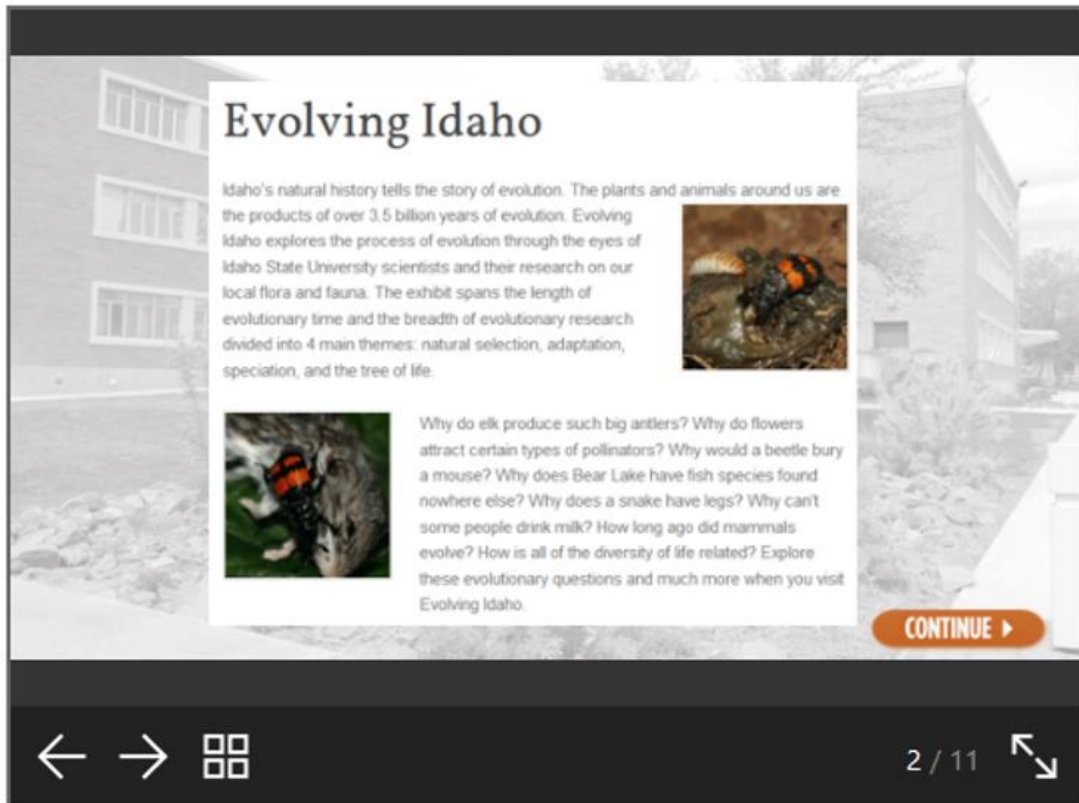 Evolving Idaho
Idaho's natural history tells the story of evolution. The plants and animals around us are
the products of over 3.5 billion years of evolution. Evolving
Idaho explores the process of evolution through the eyes of
Idaho State University scientists and their research on our
local flora and fauna. The exhibit spans the length of
evolutionary time and the breadth of evolutionary research
divided into 4 main themes: natural selection, adaptation,
speciation, and the tree of life.
Why do elk produce such big antlers? Why do flowers
attract certain types of pollinators? Why would a beetle bury
a mouse? Why does Bear Lake have fish species found
nowhere else? Why does a snake have legs? Why can't
some people drink milk? How long ago did mammals
evolve? How is all of the diversity of life related? Explore
these evolutionary questions and much more when you visit
Evolving Idaho.
CONTINUE
2 / 11